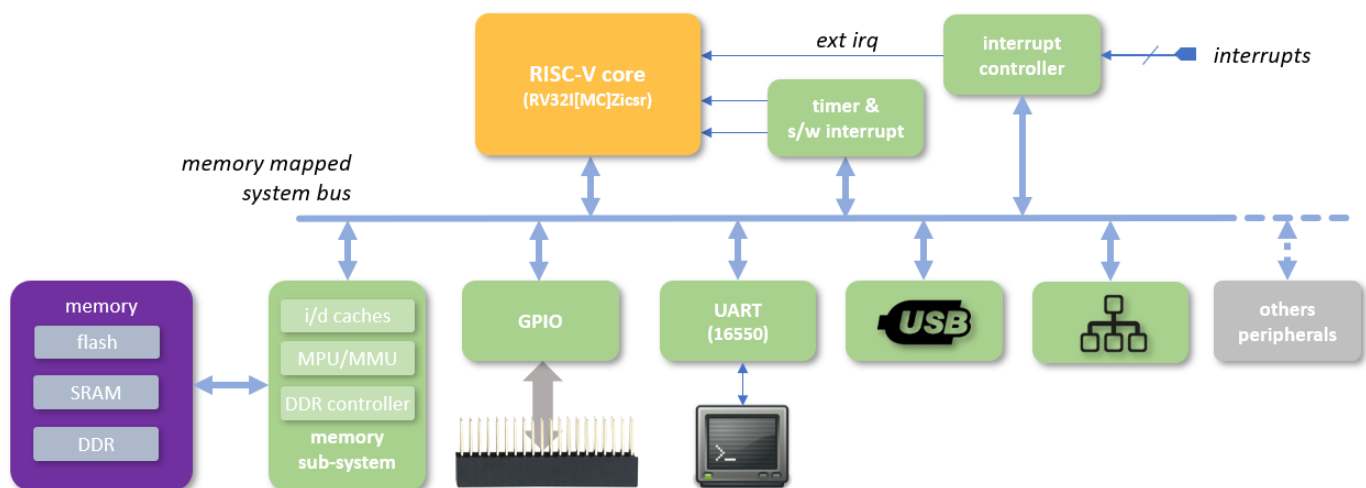 RISC-V core
(RV32I[MC]Zicsr)
ext irq
interrupt
controller
interrupts
timer &
s/w interrupt
memory mapped
system bus
memory
flash
SRAM
DDR
i/d caches
MPU/MMU
DDR controller
memory
sub-system
GPIO
UART
(16550)
>_
USB
others
peripherals